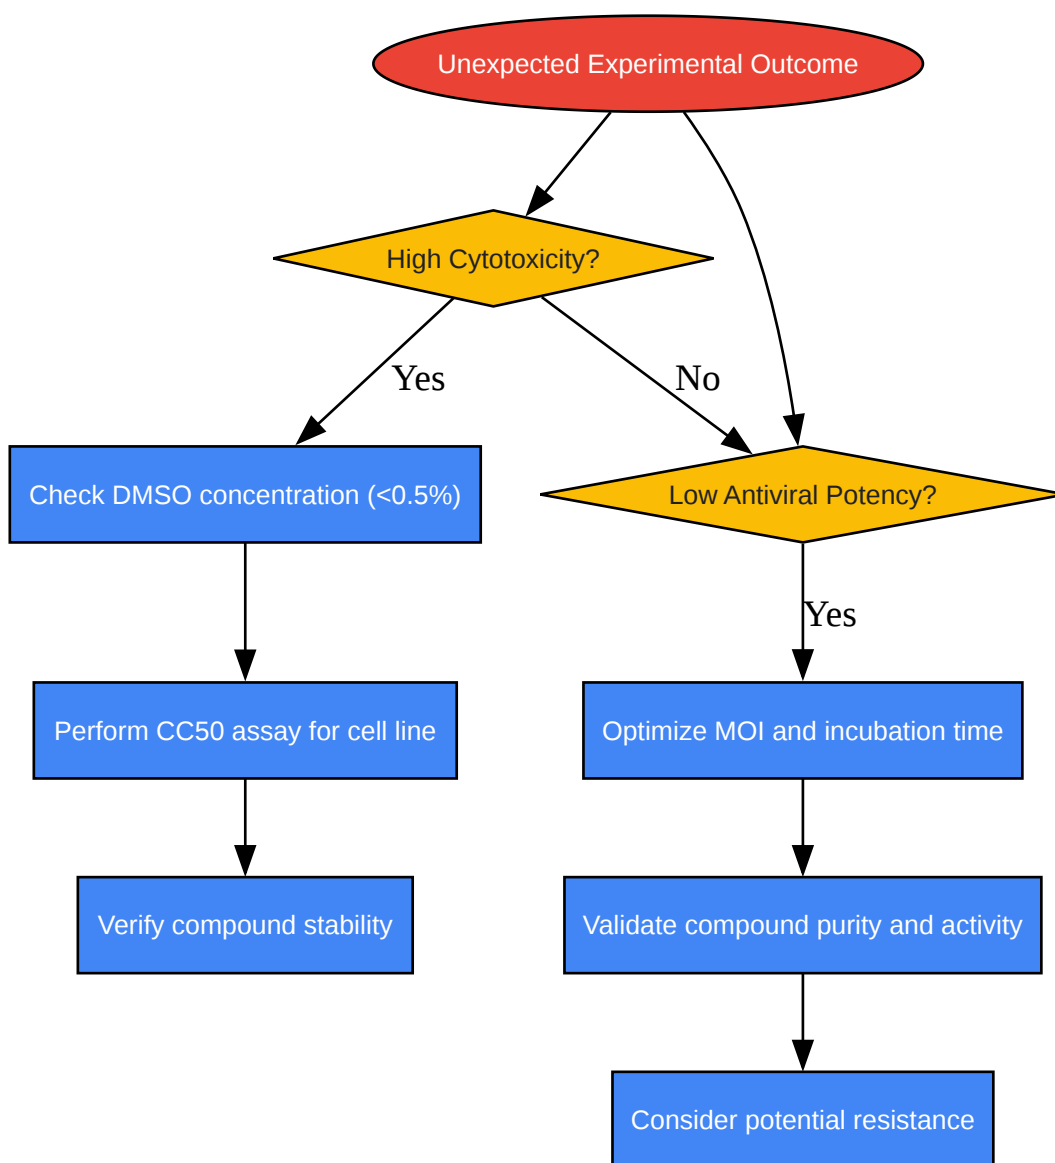 Unexpected Experimental Outcome
High Cytotoxicity?
Yes
No
Check DMSO concentration (<0.5%)
Low Antiviral Potency?
Yes
Perform CC50 assay for cell line
Optimize MOI and incubation time
Verify compound stability
Validate compound purity and activity
Consider potential resistance